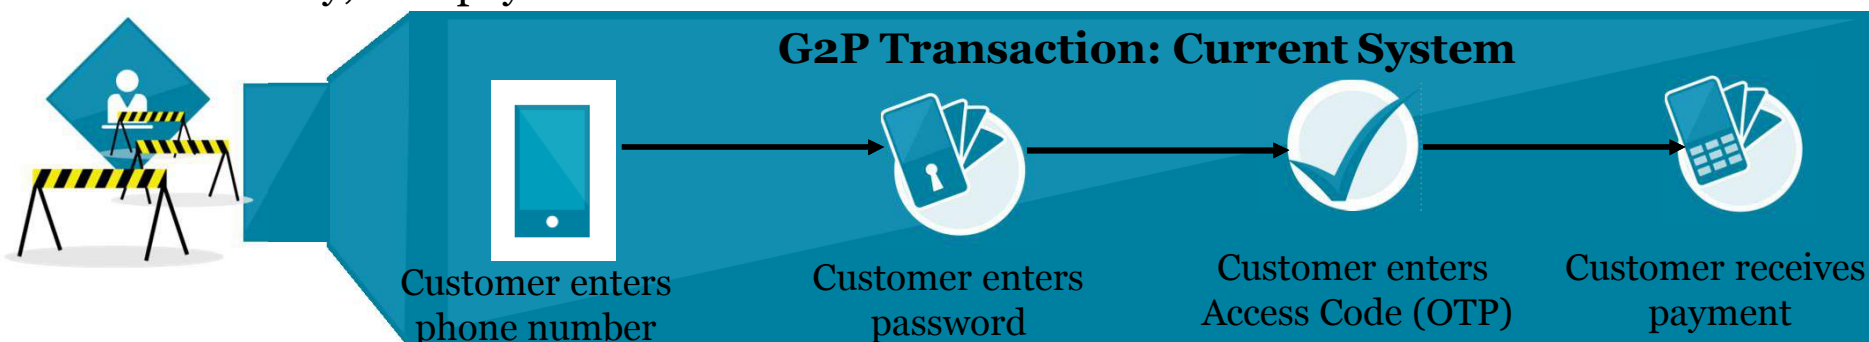 G2P Transaction: Current System
Customer enters
phone number
Customer enters
password
Customer enters
Access Code (OTP)
Customer receives
payment